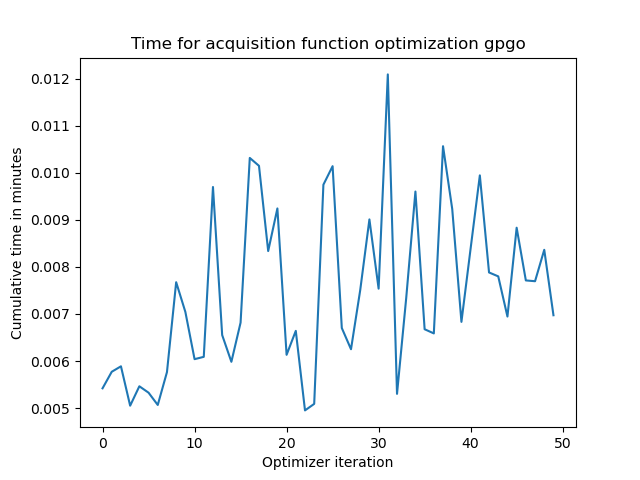 Time for acquisition function optimization gpgo
Cumulative time in minutes
0.012
0.011
0.010
0.009
0.008
0.007
0.006
0.005
0 10 20 30 40 50
Optimizer iteration